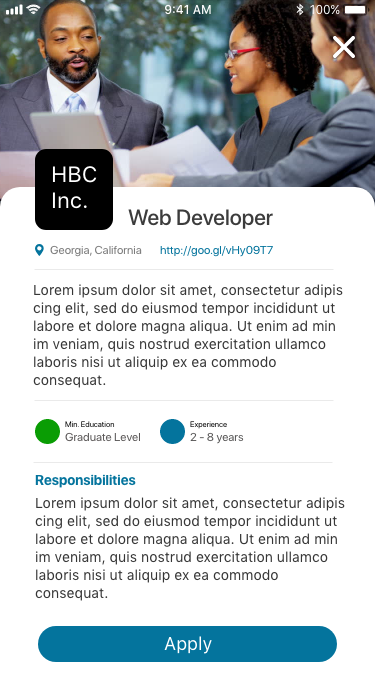 9:41 AM 100%
HBC
Inc.
Web Developer
Georgia, California http://goo.gl/vHy09T7
Lorem ipsum dolor sit amet, consectetur adipis
cing elit, sed do eiusmod tempor incididunt ut
labore et dolore magna aliqua. Ut enim ad min
im veniam, quis nostrud exercitation ullamco
laboris nisi ut aliquip ex ea commodo
consequat.
Min. Education Experience
Graduate Level 2 - 8 years
Responsibilities
Lorem ipsum dolor sit amet, consectetur adipis
cing elit, sed do eiusmod tempor incididunt ut
labore et dolore magna aliqua. Ut enim ad min
im veniam, quis nostrud exercitation ullamco
laboris nisi ut aliquip ex ea commodo
consequat.
Apply